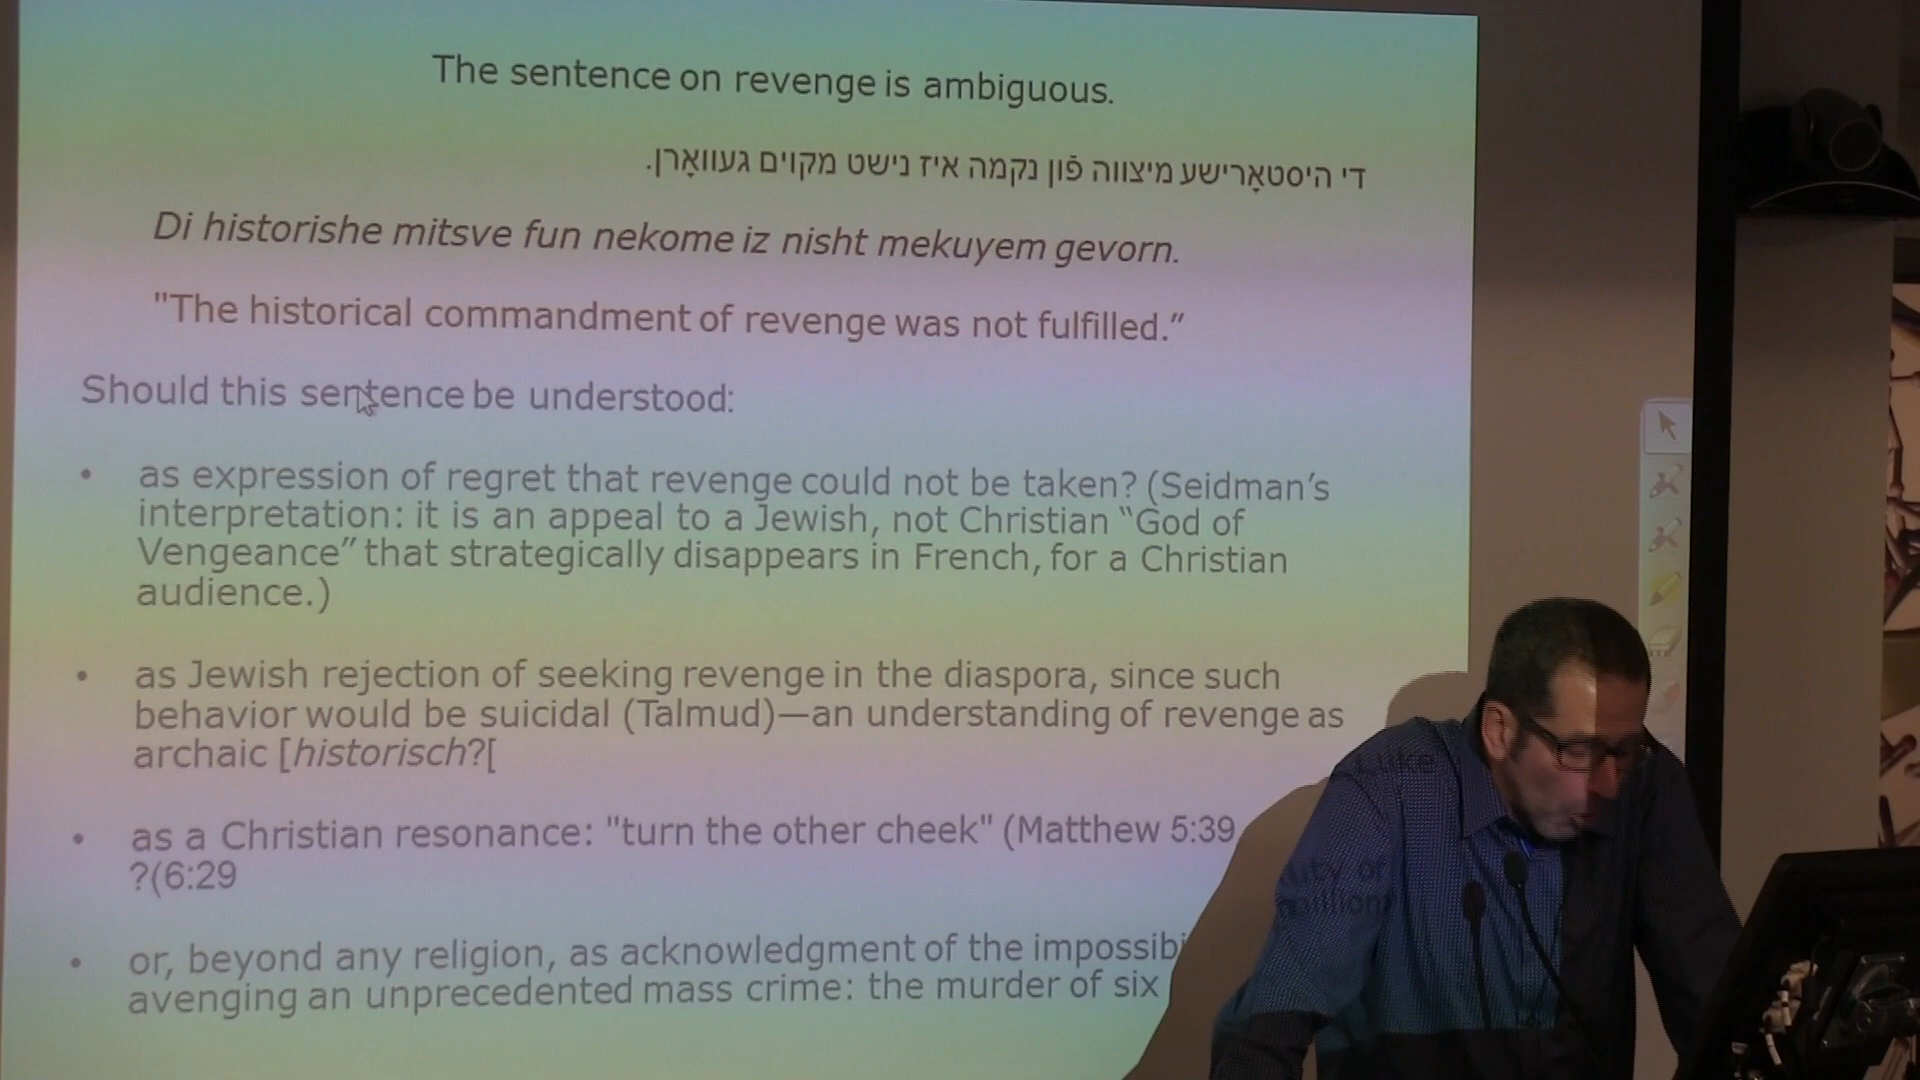 The sentence on revenge is ambiguous.
די היסטאָרישע מיצווה פֿון נקמה איז נישט מקוים געוואָרן.
Di historishe mitsve fun nekome iz nisht mekuyem gevorn.
"The historical commandment of revenge was not fulfilled.”
Should this sentence be understood:
• as expression of regret that revenge could not be taken? (Seidman’s
interpretation: it is an appeal to a Jewish, not Christian “God of
Vengeance” that strategically disappears in French, for a Christian
audience.)
• as Jewish rejection of seeking revenge in the diaspora, since such
behavior would be suicidal (Talmud)—an understanding of revenge as
archaic [historisch?[
• as a Christian resonance: "turn the other cheek" (Matthew 5:39 Luke
?(6:29
• or, beyond any religion, as acknowledgment of the impossibility of
avenging an unprecedented mass crime: the murder of six million